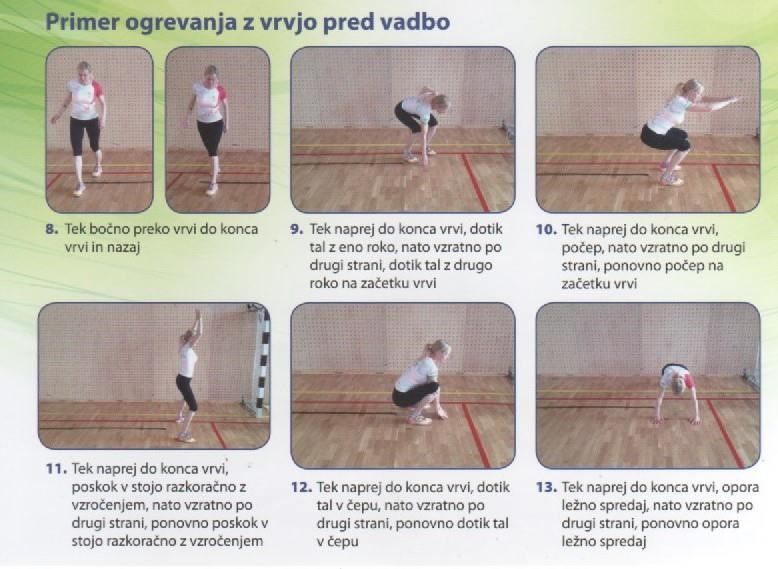 Primer ogrevanja z vrvjo pred vadbo
8. Tek bočno preko vrvi do konca
vrvi in nazaj
9. Tek naprej do konca vrvi, dotik
tal z eno roko, nato vzratno po
drugi strani, dotik tal z drugo
roko na začetku vrvi
10. Tek naprej do konca vrvi,
počep, nato vzratno po drugi
strani, ponovno počep na
začetku vrvi
11. Tek naprej do konca vrvi,
poskok v stojo razkoračno z
vzročenjem, nato vzratno po
drugi strani, ponovno poskok v
stojo razkoračno z vzročenjem
12. Tek naprej do konca vrvi, dotik
tal v čepu, nato vzratno po
drugi strani, ponovno dotik tal
v čepu
13. Tek naprej do konca vrvi, opora
ležno spredaj, nato vzratno po
drugi strani, ponovno opora
ležno spredaj